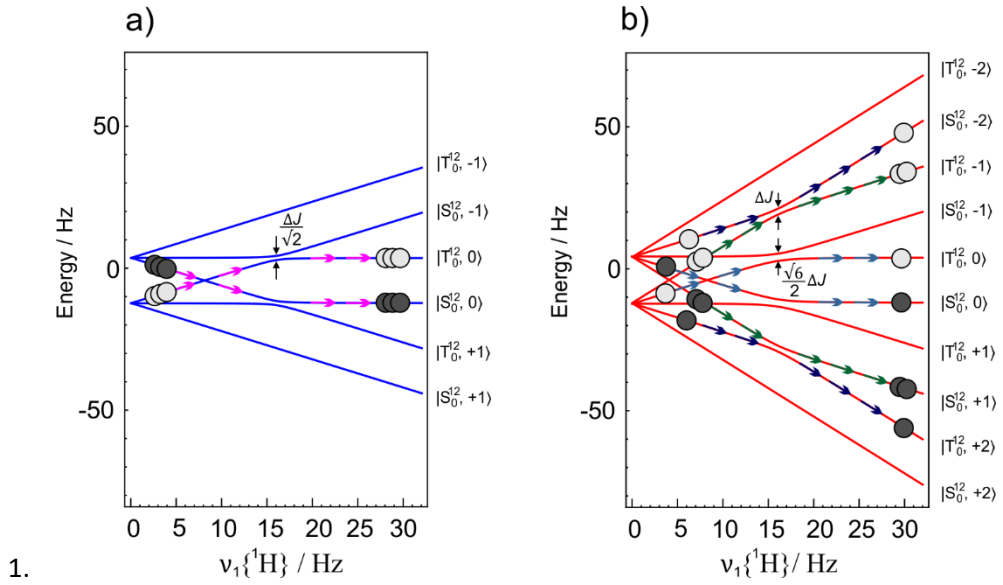 a)
Energy / Hz
50
0
-50
0 5 10 15 20 25 30
ν₁{¹H} / Hz
ΔJ
√2
|T₀¹², -1⟩
|S₀¹², -1⟩
|T₀¹², 0⟩
|S₀¹², 0⟩
|T₀¹², +1⟩
|S₀¹², +1⟩
b)
Energy / Hz
50
0
-50
0 5 10 15 20 25 30
ν₁{¹H} / Hz
ΔJ
√6
2 ΔJ
|T₀¹², -2⟩
|S₀¹², -2⟩
|T₀¹², -1⟩
|S₀¹², -1⟩
|T₀¹², 0⟩
|S₀¹², 0⟩
|T₀¹², +1⟩
|S₀¹², +1⟩
|T₀¹², +2⟩
|S₀¹², +2⟩
1.